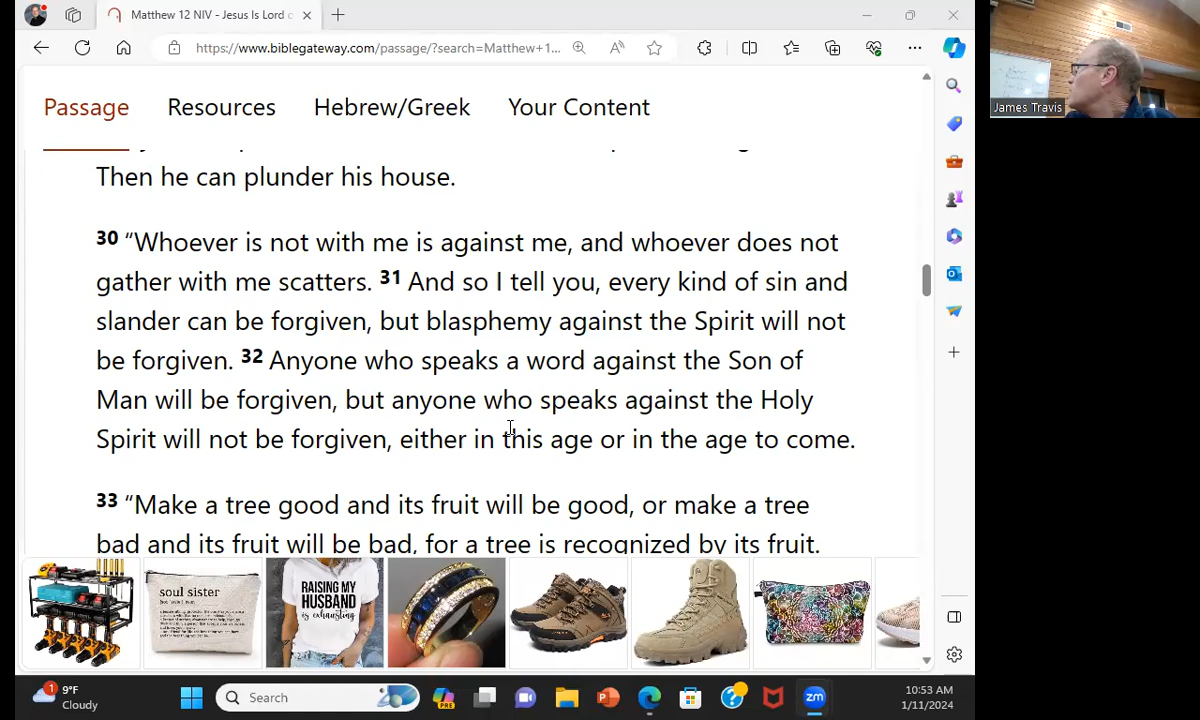 Matthew 12 NIV - Jesus Is Lord
https://www.biblegateway.com/passage/?search=Matthew+1...
Passage Resources Hebrew/Greek Your Content
Then he can plunder his house.
30 “Whoever is not with me is against me, and whoever does not
gather with me scatters. 31 And so I tell you, every kind of sin and
slander can be forgiven, but blasphemy against the Spirit will not
be forgiven. 32 Anyone who speaks a word against the Son of
Man will be forgiven, but anyone who speaks against the Holy
Spirit will not be forgiven, either in this age or in the age to come.
33 “Make a tree good and its fruit will be good, or make a tree
bad and its fruit will be bad, for a tree is recognized by its fruit.
soul sister
RAISING MY
HUSBAND
is exhausting
James Travis
1
9°F
Cloudy
Search
PRE
zm
10:53 AM
1/11/2024